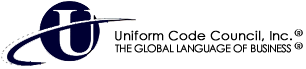 U
Uniform Code Council, Inc.®
THE GLOBAL LANGUAGE OF BUSINESS®